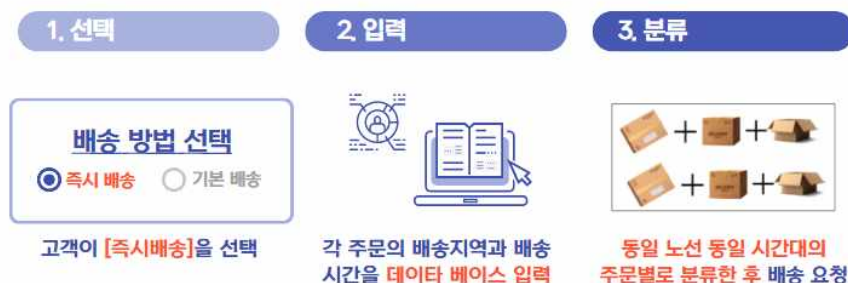 1. 선택
2. 입력
3. 분류
배송 방법 선택
즉시 배송
기본 배송
고객이 [즉시배송]을 선택
각 주문의 배송지역과 배송
시간을 데이타 베이스 입력
동일 노선 동일 시간대의
주문별로 분류한 후 배송 요청